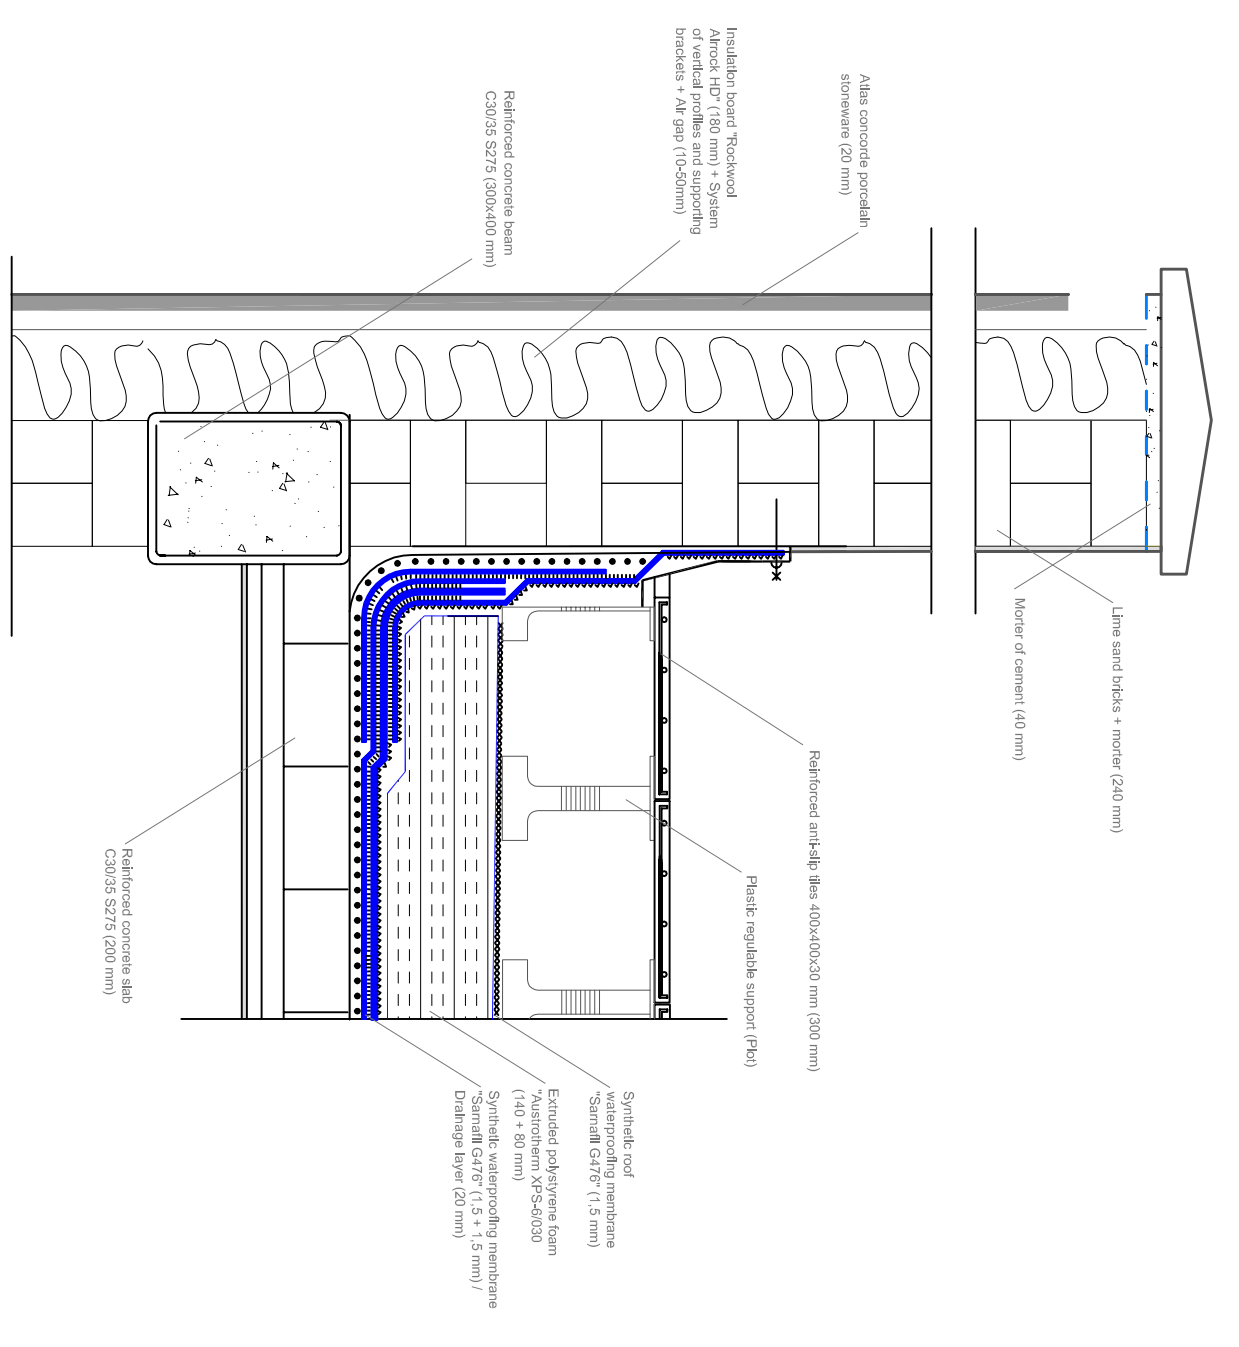 Lime sand bricks + morter (240 mm)
Morter of cement (40 mm)
Atlas concorde porcelain
stoneware (20 mm)
Insulation board "Rockwool
Airrock HD" (180 mm) + System
of vertical profiles and supporting
brackets + Air gap (10-50mm)
Reinforced concrete beam
C30/35 S275 (300x400 mm)
Reinforced anti-slip tiles 400x400x30 mm (300 mm)
Plastic regulable support (Plot)
Synthetic roof
waterproofing membrane
"Sarnafil G476" (1,5 mm)
Extruded polystyrene foam
"Austrotherm XPS-6/030
(140 + 80 mm)
Synthetic waterproofing membrane
"Sarnafil G476" (1,5 + 1,5 mm) /
Drainage layer (20 mm)
Reinforced concrete slab
C30/35 S275 (200 mm)